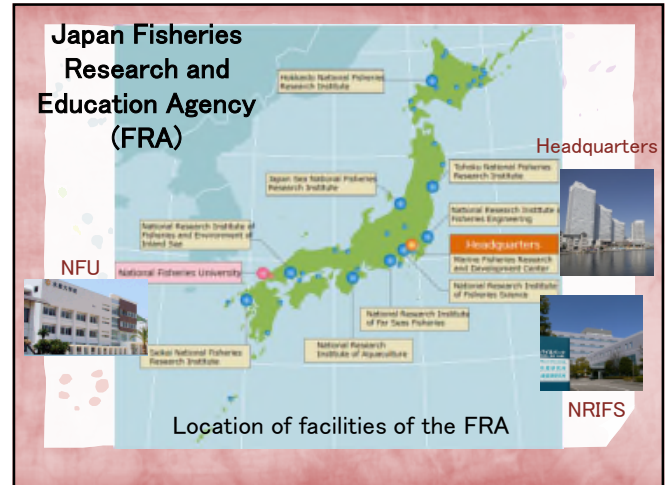 Japan Fisheries
Research and
Education Agency
(FRA)
Hokkaido National Fisheries
Research Institute
Headquarters
Tohoku National Fisheries
Research Institute
Japan Sea National Fisheries
Research Institute
National Research Institute
Fisheries Engineering
National Research Institute of
Fisheries and Environment of
Inland Sea
Headquarters
Marine Fisheries Research
and Development Center
NFU
National Fisheries University
National Research Institute
of Fisheries Science
National Research Institute
of Far Seas Fisheries
National Research
Institute of Aquaculture
Seikai National Fisheries
Research Institute
NRIFS
Location of facilities of the FRA